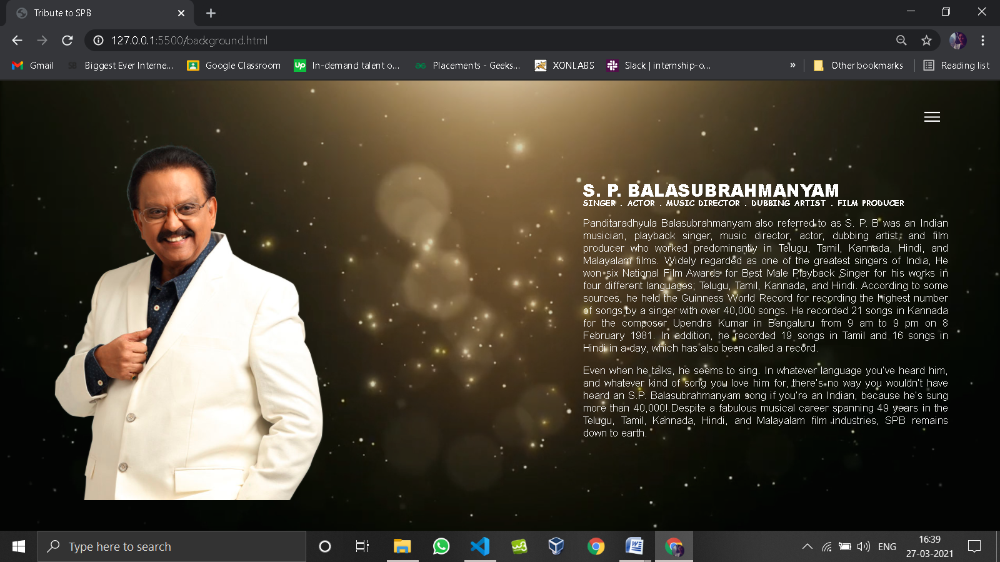 Tribute to SPB
127.0.0.1:5500/background.html
Gmail
SB
Biggest Ever Interne...
Google Classroom
up
In-demand talent o...
Placements - Geeks...
XONLABS
Slack | internship-o...
»
Other bookmarks
Reading list
S. P. BALASUBRAHMANYAM
SINGER . ACTOR . MUSIC DIRECTOR . DUBBING ARTIST . FILM PRODUCER
Panditaradhyula Balasubrahmanyam also referred to as S. P. B was an Indian
musician, playback singer, music director, actor, dubbing artist, and film
producer who worked predominantly in Telugu, Tamil, Kannada, Hindi, and
Malayalam films. Widely regarded as one of the greatest singers of India, He
won six National Film Awards for Best Male Playback Singer for his works in
four different languages; Telugu, Tamil, Kannada, and Hindi. According to some
sources, he held the Guinness World Record for recording the highest number
of songs by a singer with over 40,000 songs. He recorded 21 songs in Kannada
for the composer Upendra Kumar in Bengaluru from 9 am to 9 pm on 8
February 1981. In addition, he recorded 19 songs in Tamil and 16 songs in
Hindi in a day, which has also been called a record.
Even when he talks, he seems to sing. In whatever language you've heard him,
and whatever kind of song you love him for, there's no way you wouldn't have
heard an S.P. Balasubrahmanyam song if you're an Indian, because he's sung
more than 40,000! Despite a fabulous musical career spanning 49 years in the
Telugu, Tamil, Kannada, Hindi, and Malayalam film industries, SPB remains
down to earth.
Type here to search
w3
W
ENG
16:39
27-03-2021